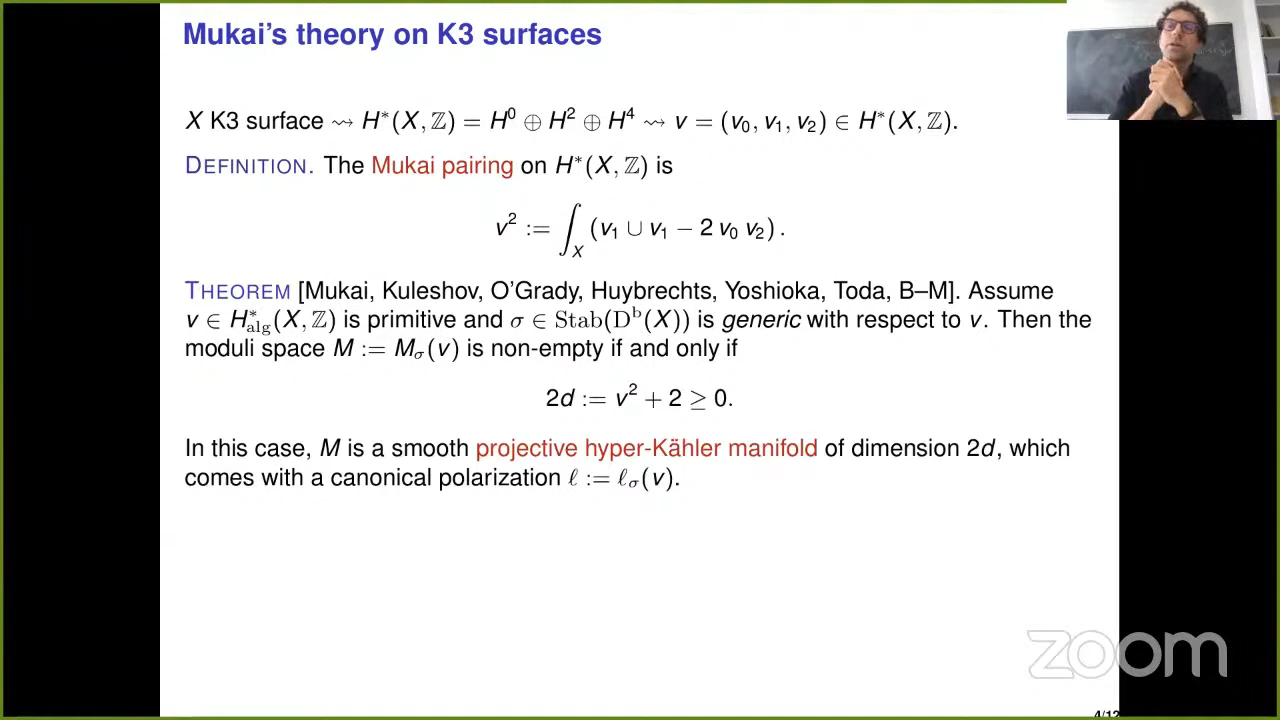 Mukai's theory on K3 surfaces
X K3 surface ⇝ H*(X, ℤ) = H⁰ ⊕ H² ⊕ H⁴ ⇝ v = (v₀, v₁, v₂) ∈ H*(X, ℤ).
DEFINITION. The Mukai pairing on H*(X, ℤ) is
v² := ∫_X (v₁ ∪ v₁ − 2 v₀ v₂) .
THEOREM [Mukai, Kuleshov, O'Grady, Huybrechts, Yoshioka, Toda, B–M]. Assume
v ∈ H*_alg(X, ℤ) is primitive and σ ∈ Stab(Dᵇ(X)) is generic with respect to v. Then the
moduli space M := M_σ(v) is non-empty if and only if
2d := v² + 2 ≥ 0.
In this case, M is a smooth projective hyper-Kähler manifold of dimension 2d, which
comes with a canonical polarization ℓ := ℓ_σ(v).
zoom
4/12